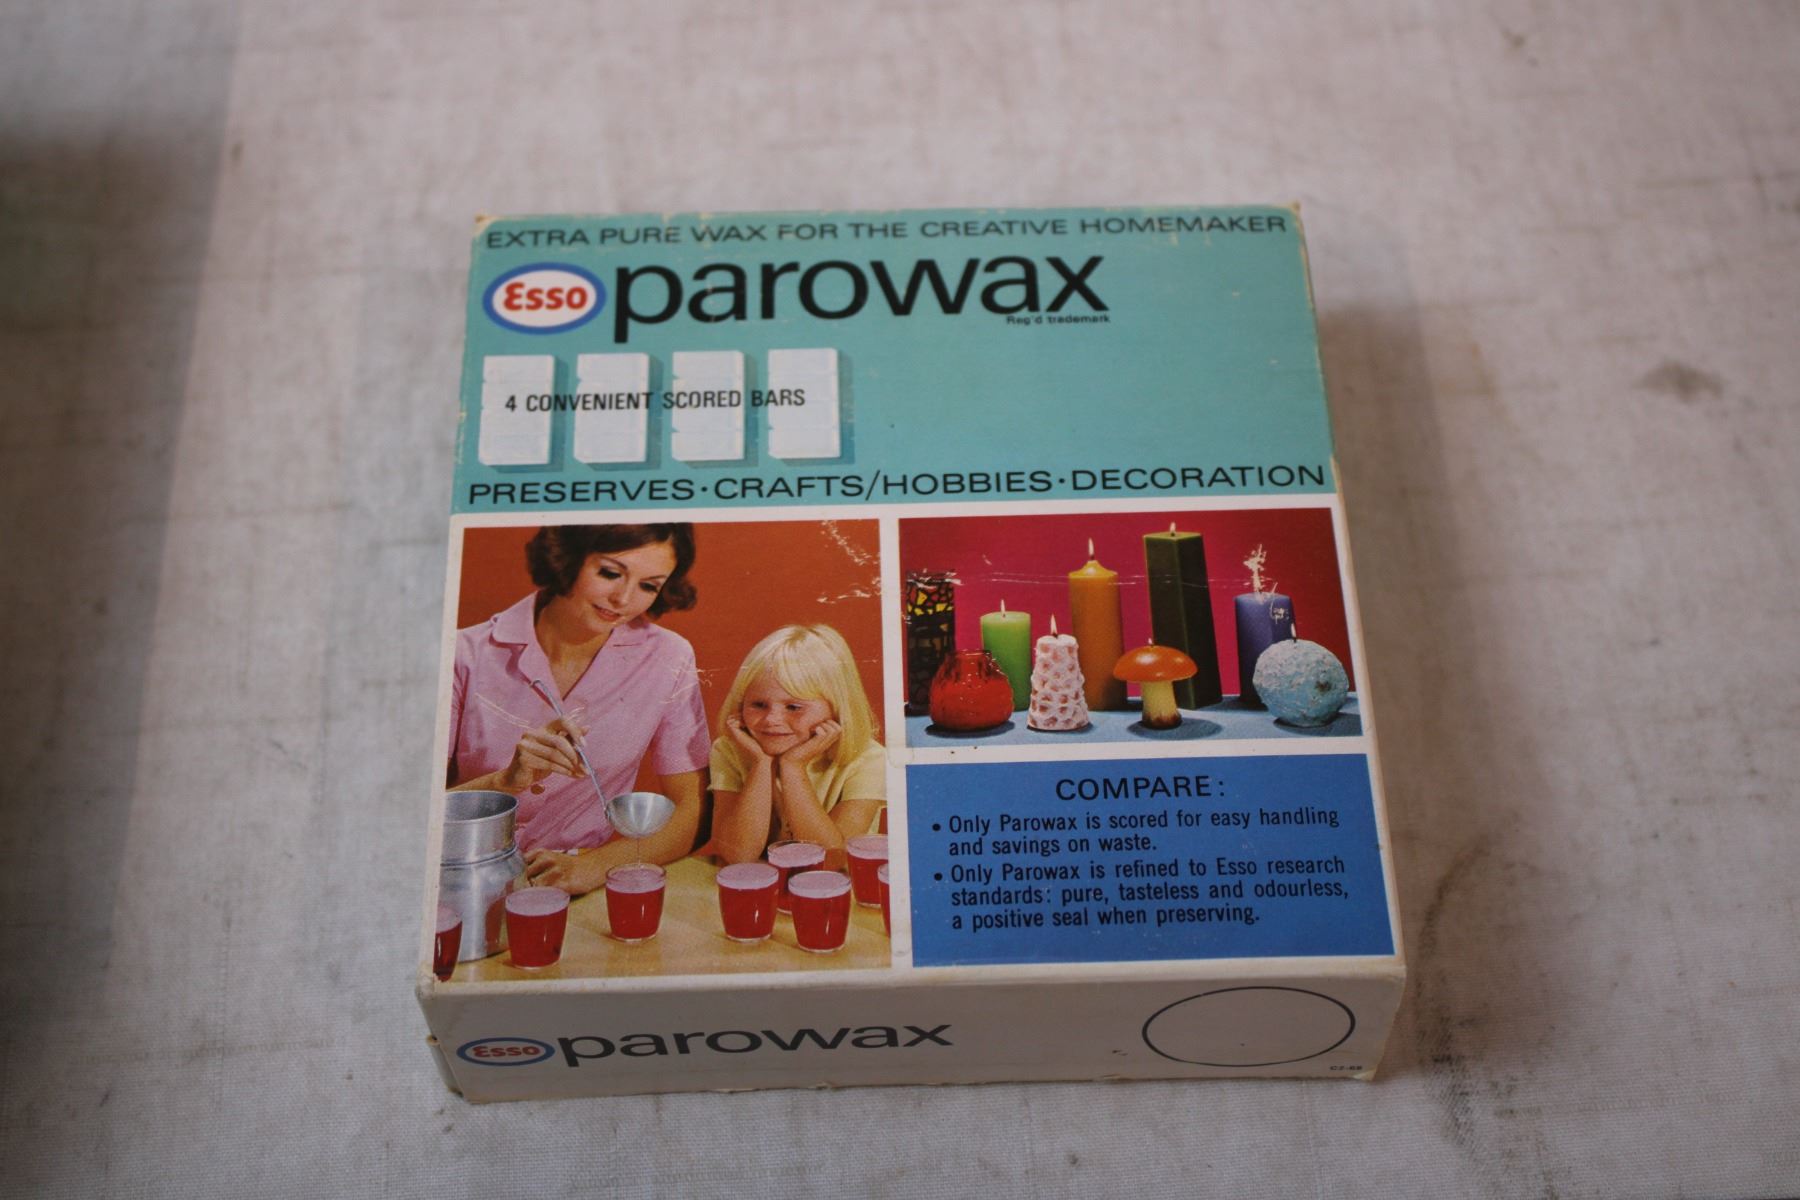 EXTRA PURE WAX FOR THE CREATIVE HOMEMAKER
Esso parowax
Reg'd trademark
4 CONVENIENT SCORED BARS
PRESERVES·CRAFTS/HOBBIES·DECORATION
COMPARE:
• Only Parowax is scored for easy handling
and savings on waste.
• Only Parowax is refined to Esso research
standards: pure, tasteless and odourless,
a positive seal when preserving.
Esso parowax